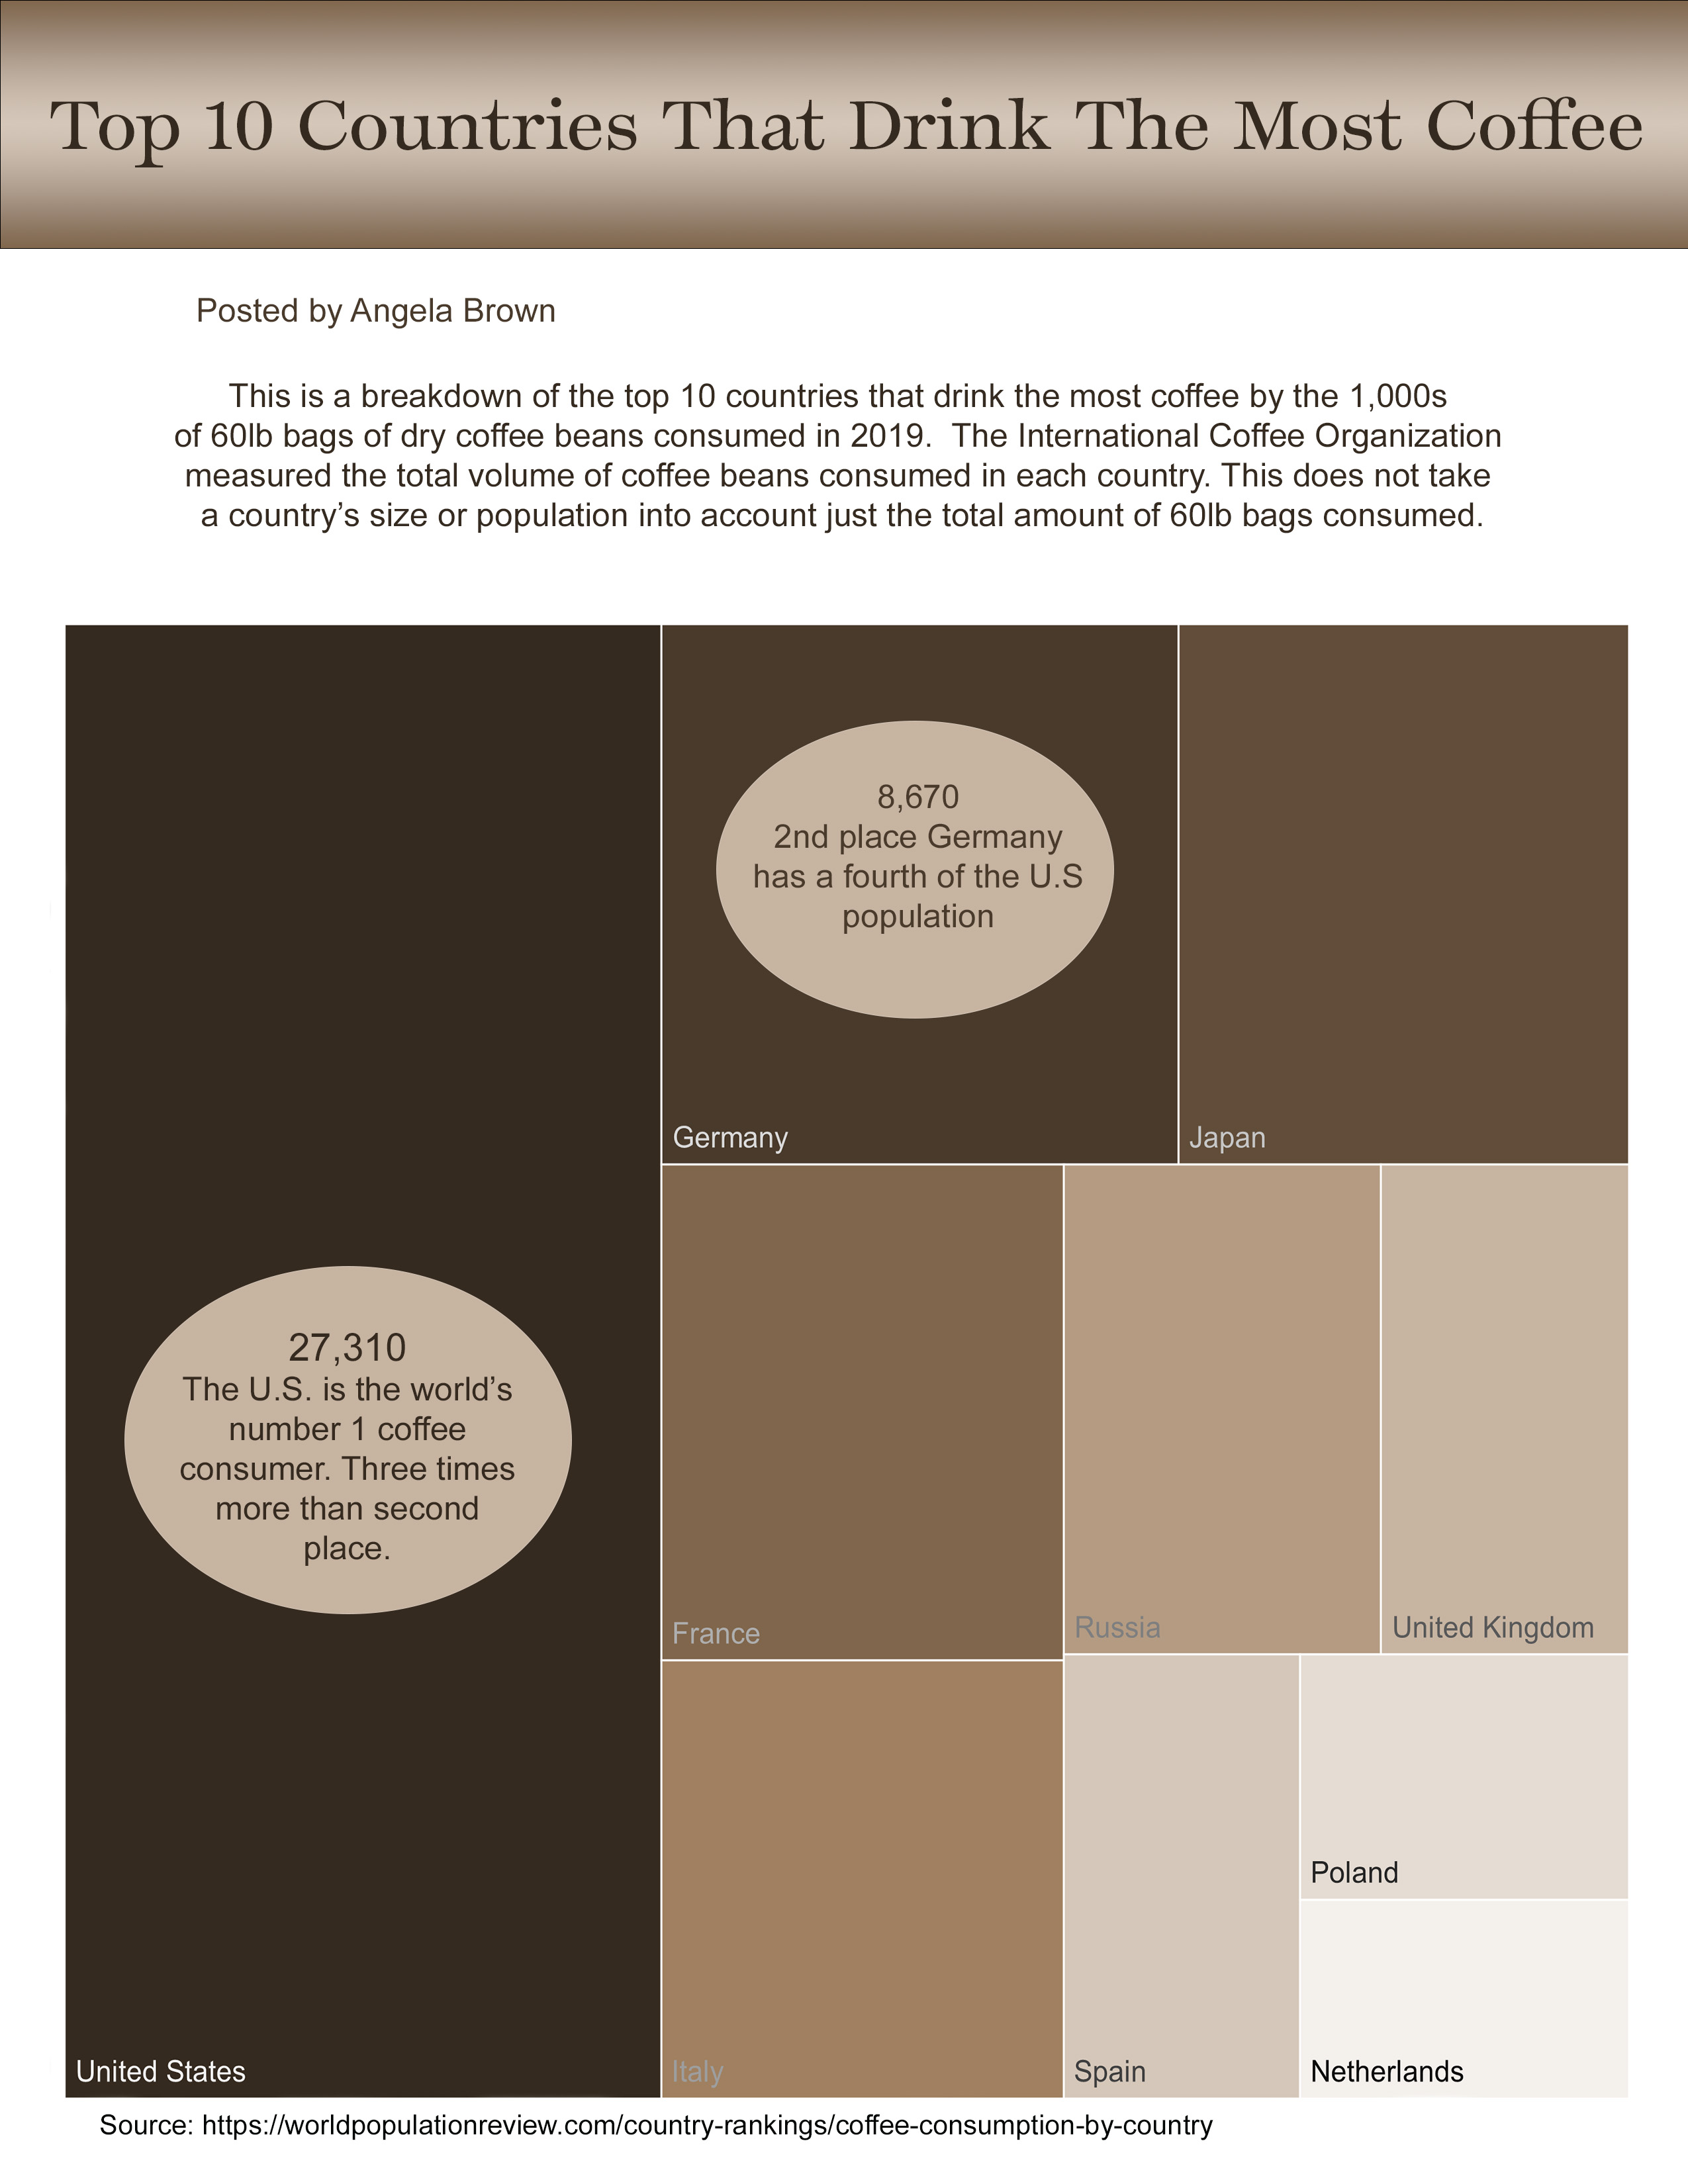 Top 10 Countries That Drink The Most Coffee
Posted by Angela Brown
This is a breakdown of the top 10 countries that drink the most coffee by the 1,000s
of 60lb bags of dry coffee beans consumed in 2019.  The International Coffee Organization
measured the total volume of coffee beans consumed in each country. This does not take
a country’s size or population into account just the total amount of 60lb bags consumed.
8,670
2nd place Germany
has a fourth of the U.S
population
Germany
Japan
27,310
The U.S. is the world’s
number 1 coffee
consumer. Three times
more than second
place.
France
Russia
United Kingdom
Poland
United States
Italy
Spain
Netherlands
Source: https://worldpopulationreview.com/country-rankings/coffee-consumption-by-country